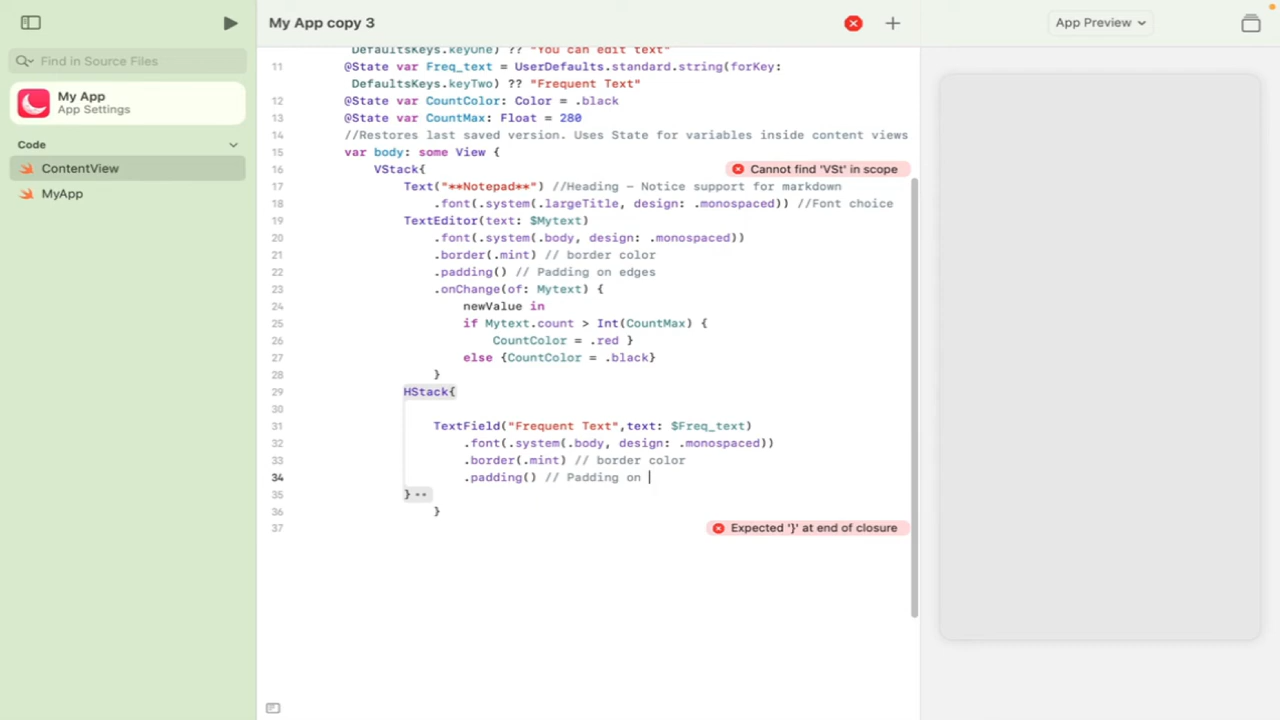 My App copy 3
App Preview
Find in Source Files
My App
App Settings
Code
ContentView
MyApp
DefaultsKeys.keyOne) ?? "You can edit text"
11 @State var Freq_text = UserDefaults.standard.string(forKey:
DefaultsKeys.keyTwo) ?? "Frequent Text"
12 @State var CountColor: Color = .black
13 @State var CountMax: Float = 280
14 //Restores last saved version. Uses State for variables inside content views
15 var body: some View {
16 VStack{ Cannot find 'VSt' in scope
17 Text("**Notepad**") //Heading – Notice support for markdown
18 .font(.system(.largeTitle, design: .monospaced)) //Font choice
19 TextEditor(text: $Mytext)
20 .font(.system(.body, design: .monospaced))
21 .border(.mint) // border color
22 .padding() // Padding on edges
23 .onChange(of: Mytext) {
24 newValue in
25 if Mytext.count > Int(CountMax) {
26 CountColor = .red }
27 else {CountColor = .black}
28 }
29 HStack{
30
31 TextField("Frequent Text",text: $Freq_text)
32 .font(.system(.body, design: .monospaced))
33 .border(.mint) // border color
34 .padding() // Padding on
35 }
36 }
37 Expected '}' at end of closure